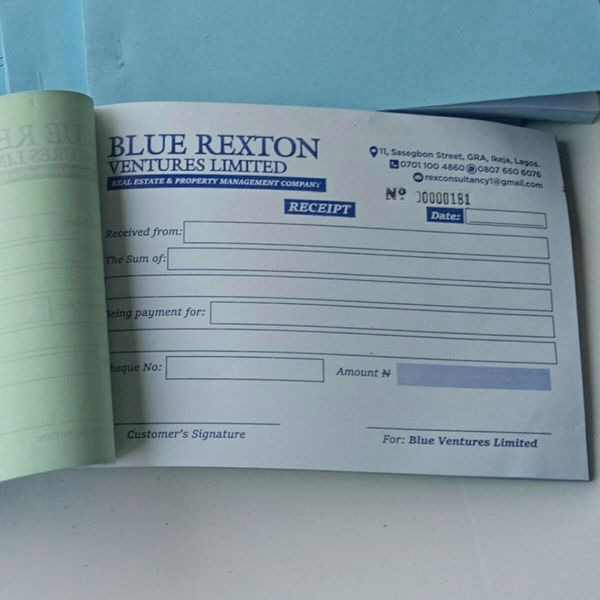 BLUE REXTON
VENTURES LIMITED
REAL ESTATE & PROPERTY MANAGEMENT COMPANY
11, Sasegbon Street, GRA, Ikeja, Lagos.
0701 100 4860 0807 660 6076
rexconsultancy1@gmail.com
Nº 00000181
RECEIPT
Date:
Received from:
The Sum of:
Being payment for:
Cheque No:
Amount ₦
Customer's Signature
For: Blue Ventures Limited